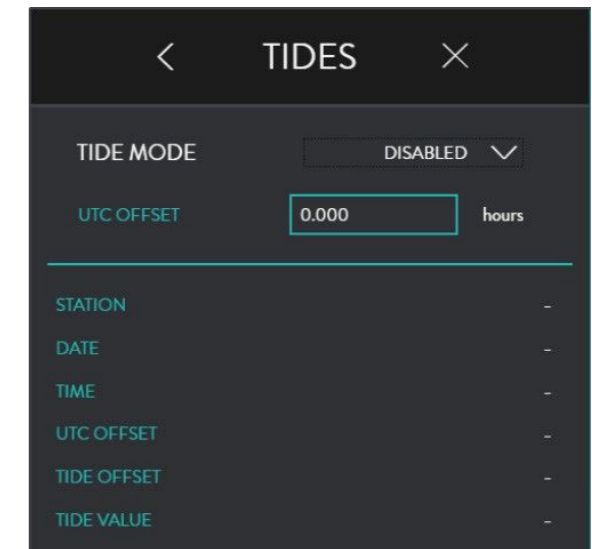 TIDES
TIDE MODE DISABLED
UTC OFFSET 0.000 hours
STATION -
DATE -
TIME -
UTC OFFSET -
TIDE OFFSET -
TIDE VALUE -